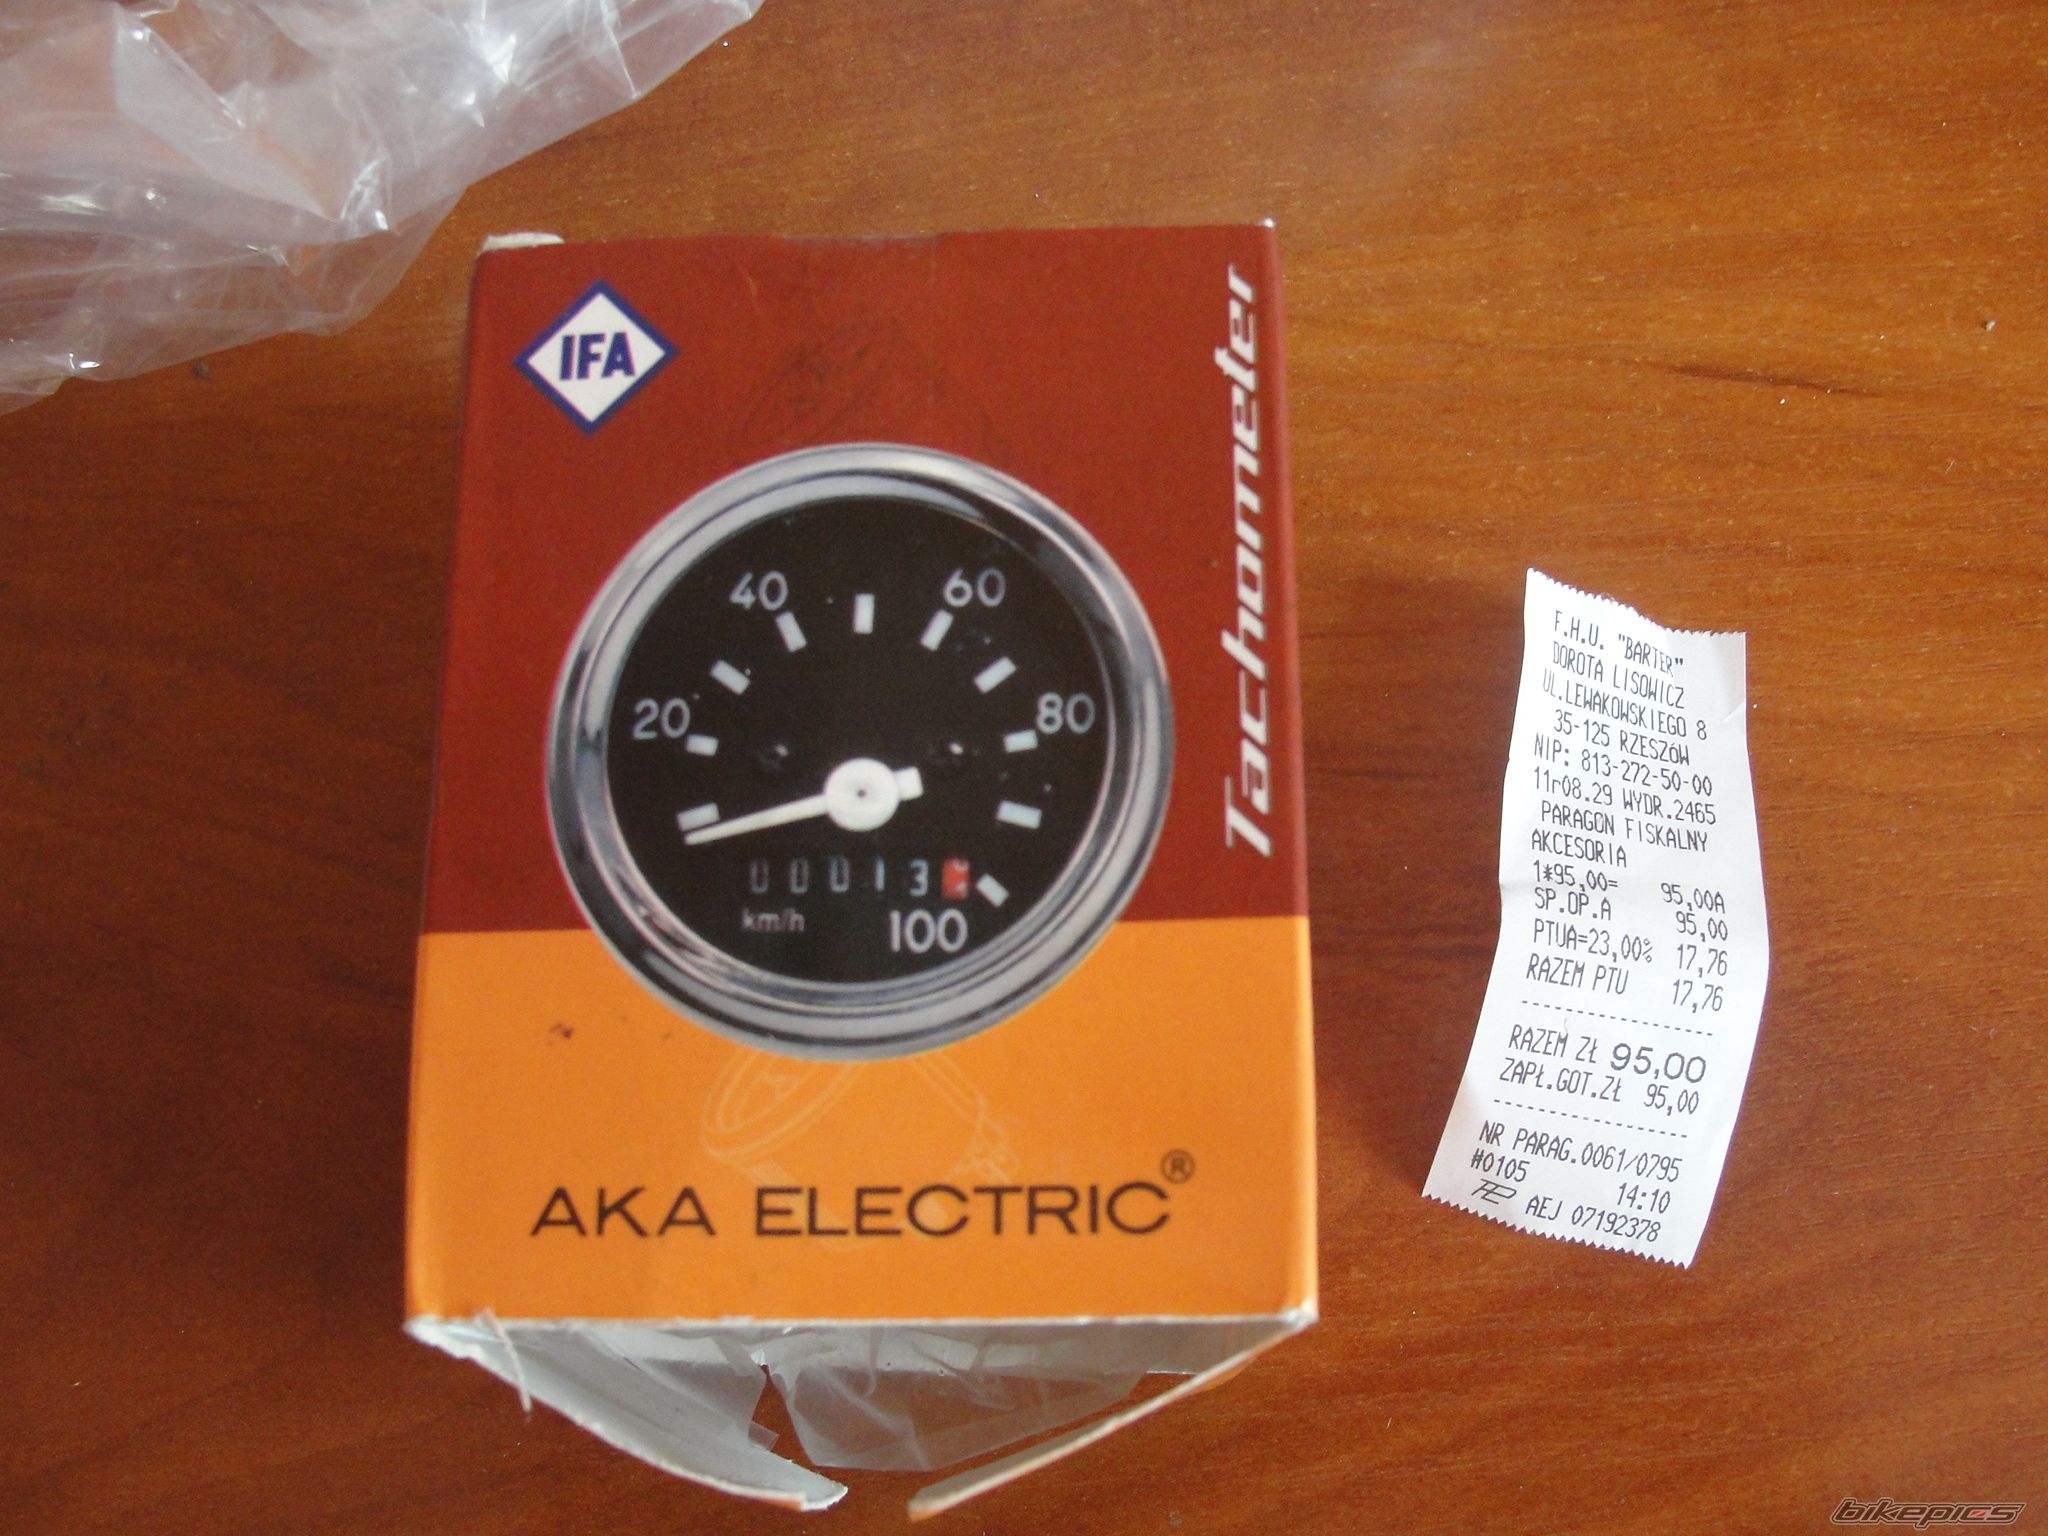 IFA
Tachometer
20
40
60
80
100
00013
km/h
AKA ELECTRIC®
F.H.U. "BARTER"
DOROTA LISOWICZ
UL.LEWAKOWSKIEGO 8
35-125 RZESZÓW
NIP: 813-272-50-00
11r08.29 WYDR.2465
PARAGON FISKALNY
AKCESORIA
1*95,00= 95,00A
SP.OP.A 95,00
PTUA=23,00% 17,76
RAZEM PTU 17,76
RAZEM ZŁ 95,00
ZAPŁ.GOT.ZŁ 95,00
NR PARAG.0061/0795
#0105 14:10
AEJ 07192378
bikepics